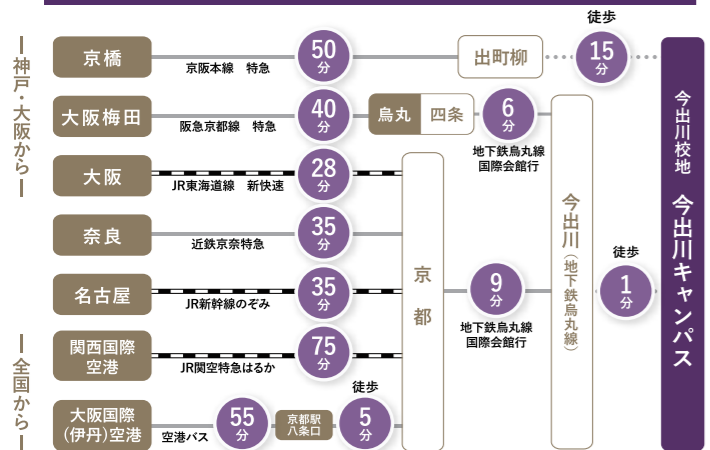 神戸・大阪から
全国から
徒歩
京橋
京阪本線　特急
50分
出町柳
15分
大阪梅田
阪急京都線　特急
40分
烏丸
四条
6分
地下鉄烏丸線
国際会館行
大阪
JR東海道線　新快速
28分
奈良
近鉄京奈特急
35分
名古屋
JR新幹線のぞみ
35分
関西国際
空港
JR関空特急はるか
75分
大阪国際
(伊丹)空港
空港バス
55分
京都駅
八条口
徒歩
5分
京都
9分
地下鉄烏丸線
国際会館行
今出川(地下鉄烏丸線)
徒歩
1分
今出川校地　今出川キャンパス